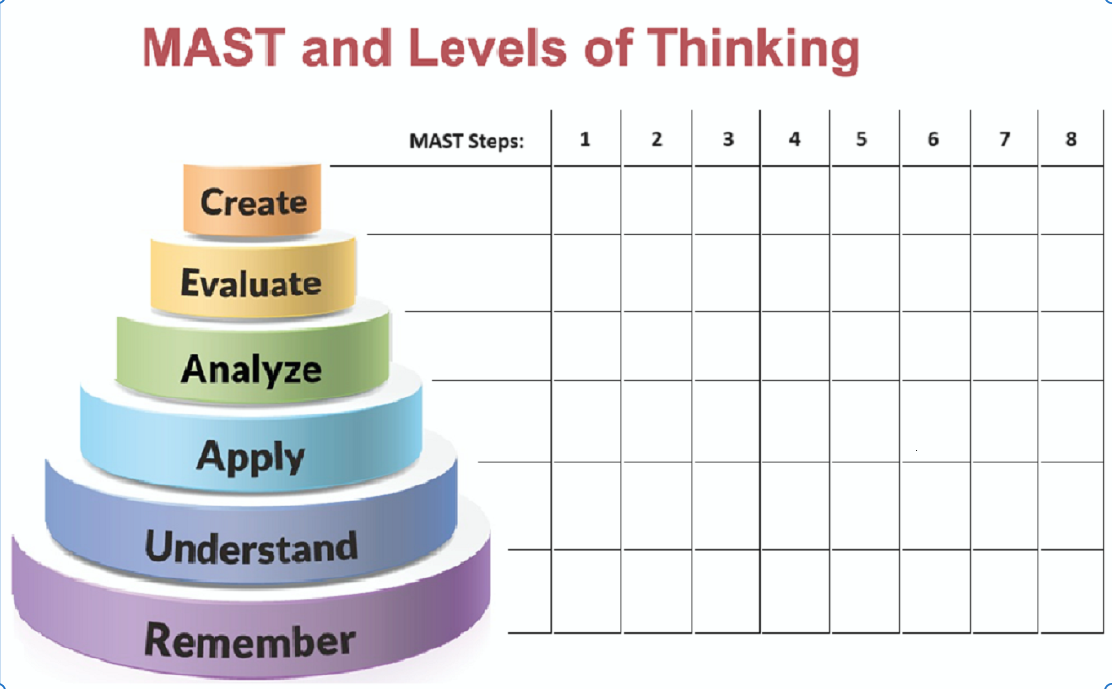 MAST and Levels of Thinking
MAST Steps: 1 2 3 4 5 6 7 8
Create
Evaluate
Analyze
Apply
Understand
Remember